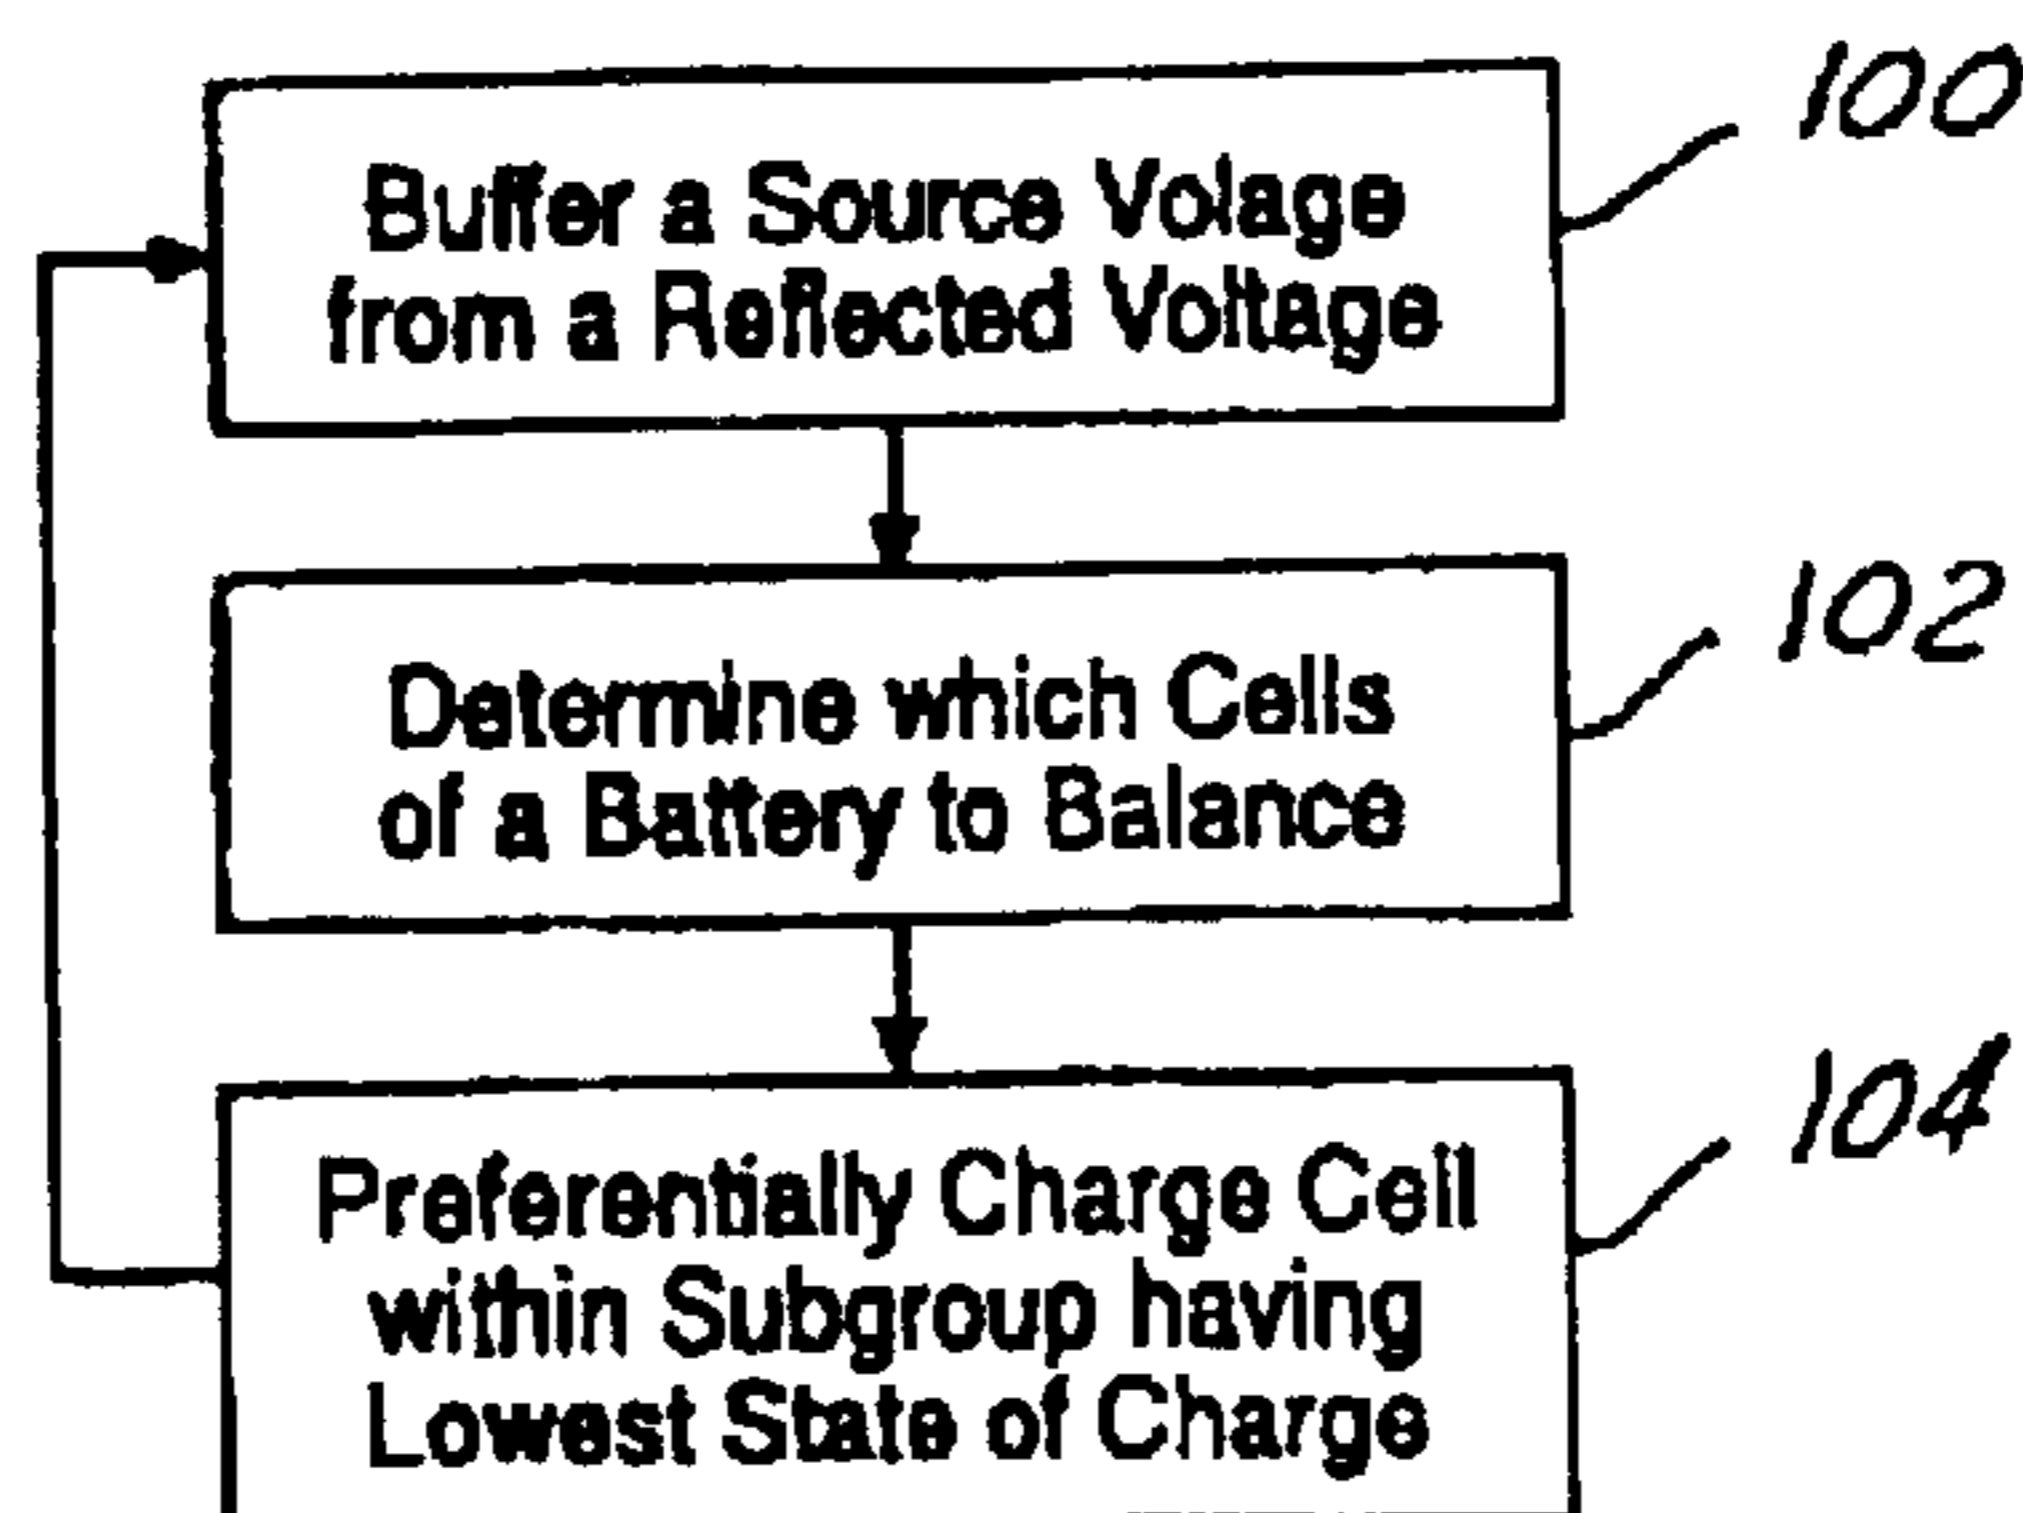 100
Buffer a Source Volage
from a Reflected Voltage
102
Determine which Cells
of a Battery to Balance
104
Preferentially Charge Cell
within Subgroup having
Lowest State of Charge